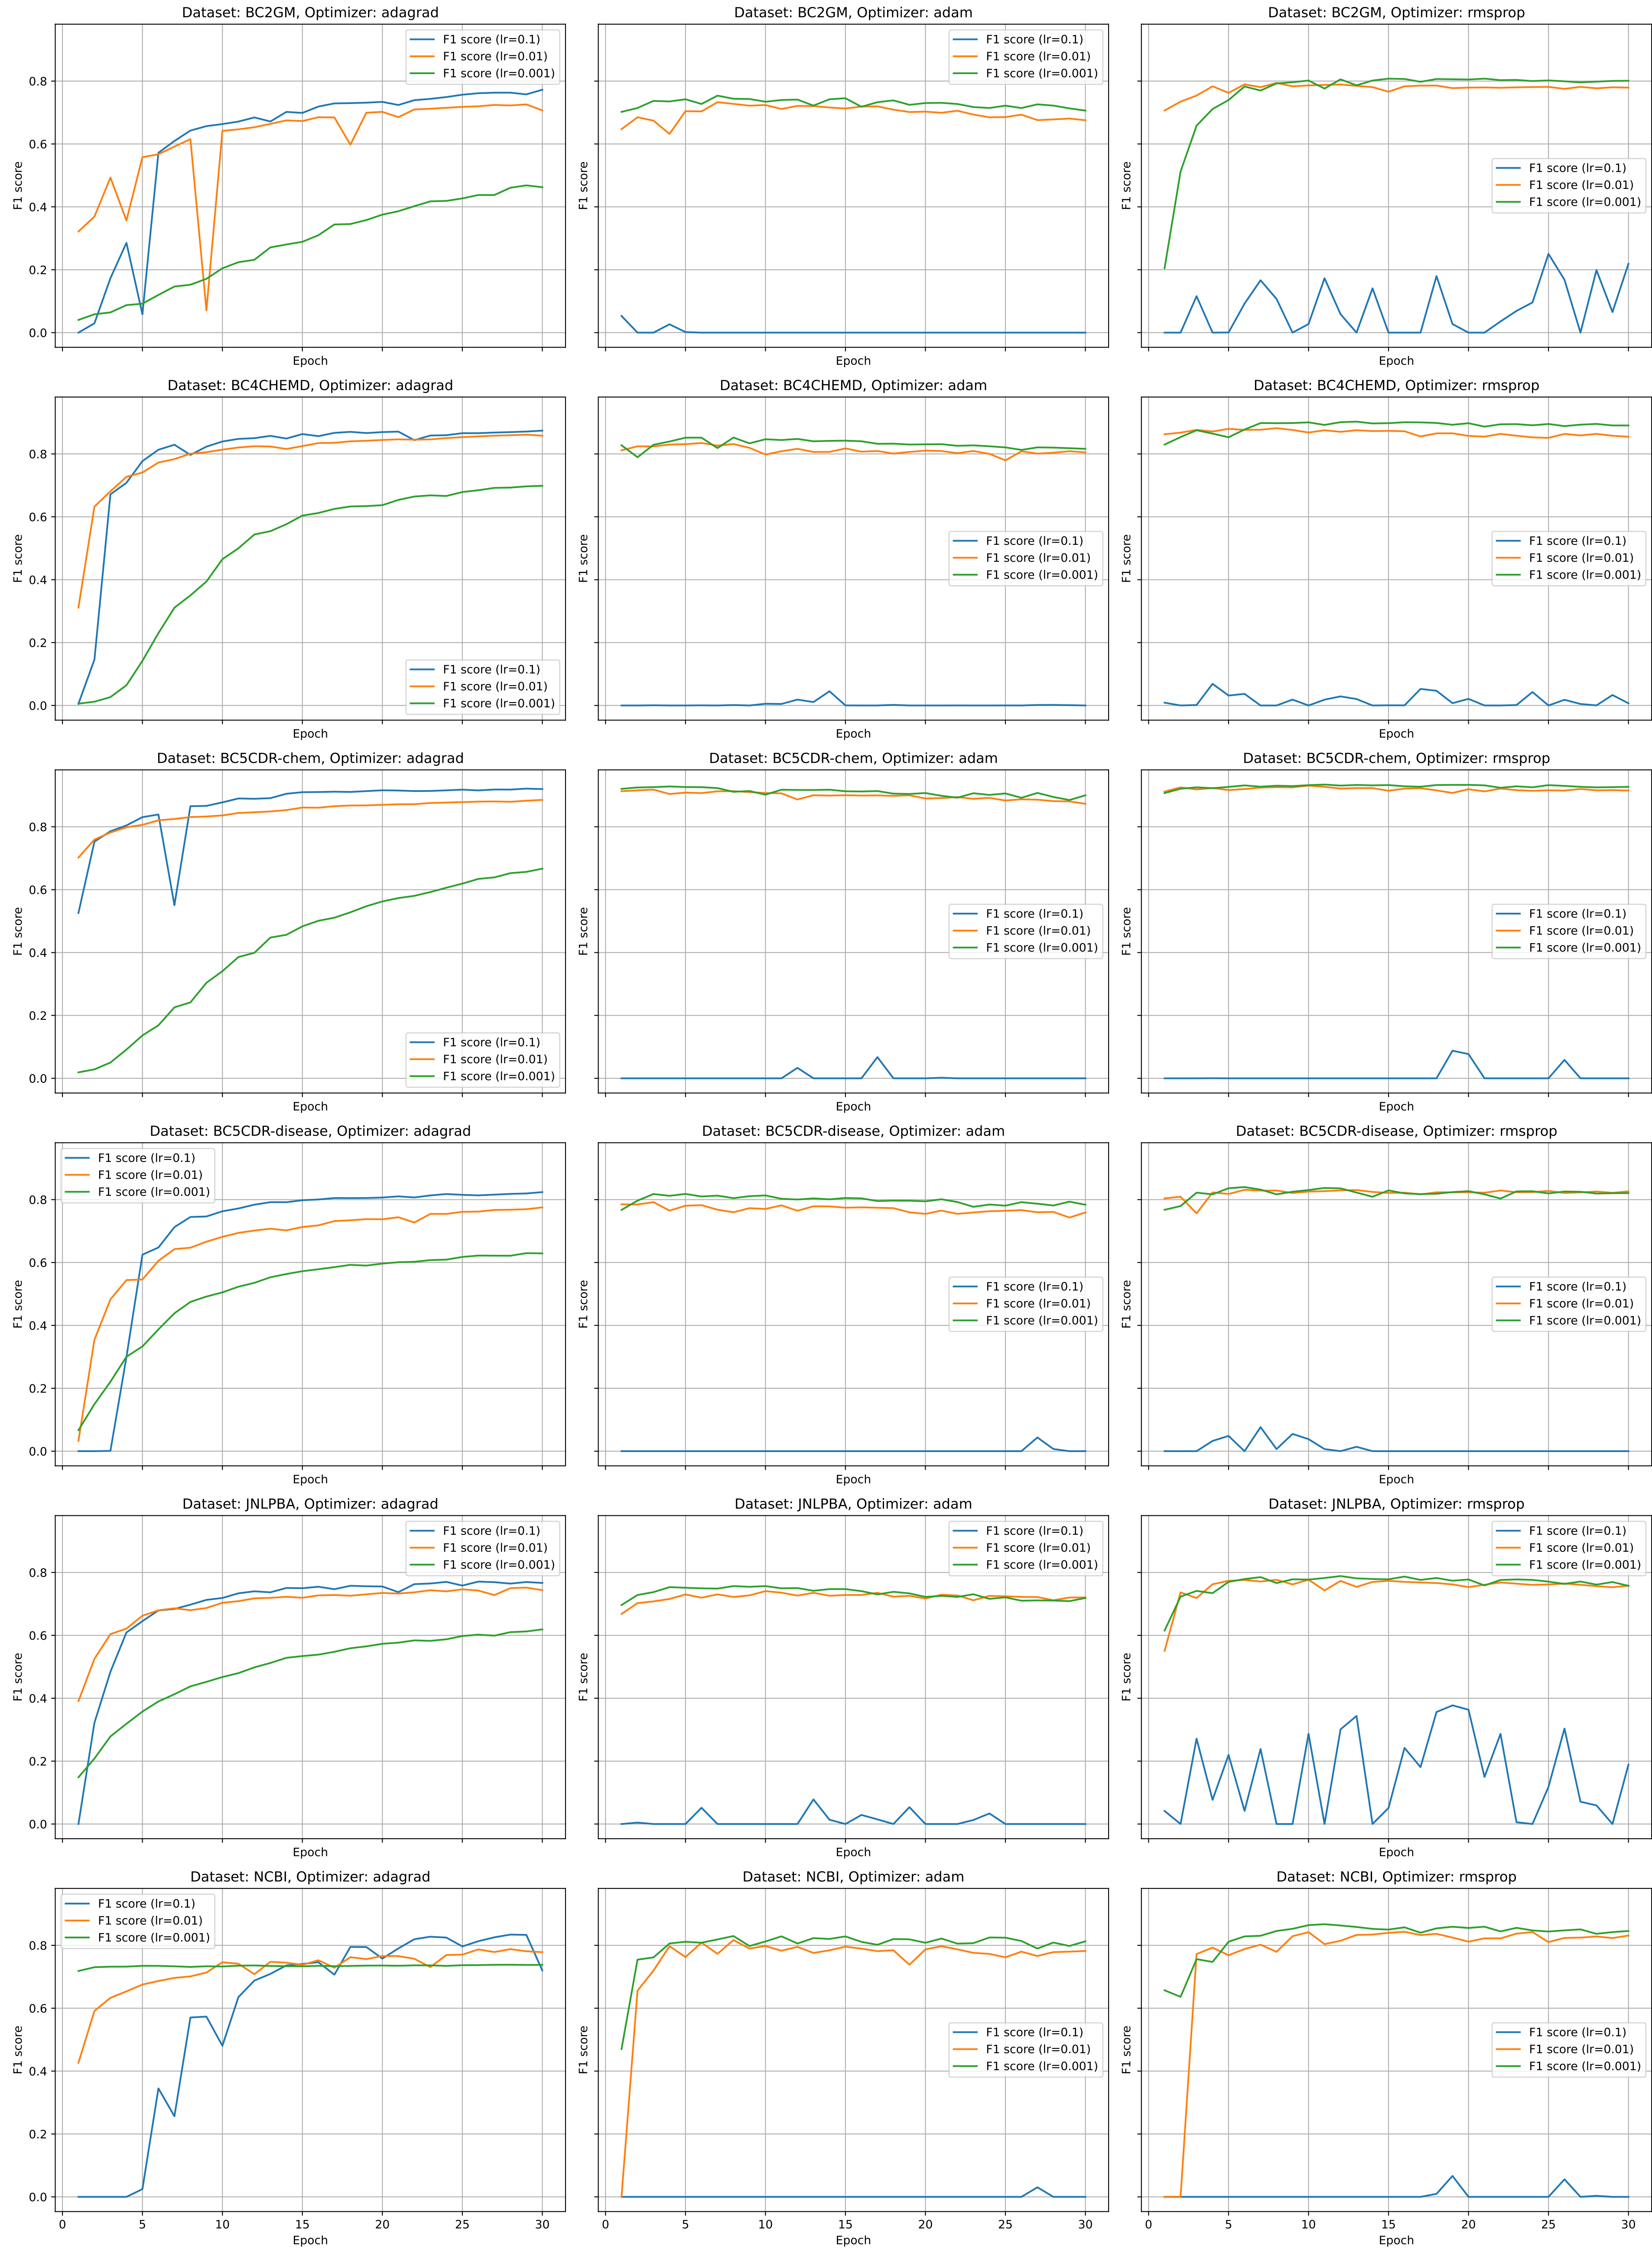 Dataset: BC2GM, Optimizer: adagrad
F1 score
0.8
0.6
0.4
0.2
0.0
F1 score (lr=0.1)
F1 score (lr=0.01)
F1 score (lr=0.001)
Epoch
Dataset: BC2GM, Optimizer: adam
F1 score
F1 score (lr=0.1)
F1 score (lr=0.01)
F1 score (lr=0.001)
Epoch
Dataset: BC2GM, Optimizer: rmsprop
F1 score
F1 score (lr=0.1)
F1 score (lr=0.01)
F1 score (lr=0.001)
Epoch
Dataset: BC4CHEMD, Optimizer: adagrad
F1 score
0.8
0.6
0.4
0.2
0.0
F1 score (lr=0.1)
F1 score (lr=0.01)
F1 score (lr=0.001)
Epoch
Dataset: BC4CHEMD, Optimizer: adam
F1 score
F1 score (lr=0.1)
F1 score (lr=0.01)
F1 score (lr=0.001)
Epoch
Dataset: BC4CHEMD, Optimizer: rmsprop
F1 score
F1 score (lr=0.1)
F1 score (lr=0.01)
F1 score (lr=0.001)
Epoch
Dataset: BC5CDR-chem, Optimizer: adagrad
F1 score
0.8
0.6
0.4
0.2
0.0
F1 score (lr=0.1)
F1 score (lr=0.01)
F1 score (lr=0.001)
Epoch
Dataset: BC5CDR-chem, Optimizer: adam
F1 score
F1 score (lr=0.1)
F1 score (lr=0.01)
F1 score (lr=0.001)
Epoch
Dataset: BC5CDR-chem, Optimizer: rmsprop
F1 score
F1 score (lr=0.1)
F1 score (lr=0.01)
F1 score (lr=0.001)
Epoch
Dataset: BC5CDR-disease, Optimizer: adagrad
F1 score
0.8
0.6
0.4
0.2
0.0
F1 score (lr=0.1)
F1 score (lr=0.01)
F1 score (lr=0.001)
Epoch
Dataset: BC5CDR-disease, Optimizer: adam
F1 score
F1 score (lr=0.1)
F1 score (lr=0.01)
F1 score (lr=0.001)
Epoch
Dataset: BC5CDR-disease, Optimizer: rmsprop
F1 score
F1 score (lr=0.1)
F1 score (lr=0.01)
F1 score (lr=0.001)
Epoch
Dataset: JNLPBA, Optimizer: adagrad
F1 score
0.8
0.6
0.4
0.2
0.0
F1 score (lr=0.1)
F1 score (lr=0.01)
F1 score (lr=0.001)
Epoch
Dataset: JNLPBA, Optimizer: adam
F1 score
F1 score (lr=0.1)
F1 score (lr=0.01)
F1 score (lr=0.001)
Epoch
Dataset: JNLPBA, Optimizer: rmsprop
F1 score
F1 score (lr=0.1)
F1 score (lr=0.01)
F1 score (lr=0.001)
Epoch
Dataset: NCBI, Optimizer: adagrad
F1 score
0.8
0.6
0.4
0.2
0.0
F1 score (lr=0.1)
F1 score (lr=0.01)
F1 score (lr=0.001)
0 5 10 15 20 25 30
Epoch
Dataset: NCBI, Optimizer: adam
F1 score
F1 score (lr=0.1)
F1 score (lr=0.01)
F1 score (lr=0.001)
0 5 10 15 20 25 30
Epoch
Dataset: NCBI, Optimizer: rmsprop
F1 score
F1 score (lr=0.1)
F1 score (lr=0.01)
F1 score (lr=0.001)
0 5 10 15 20 25 30
Epoch